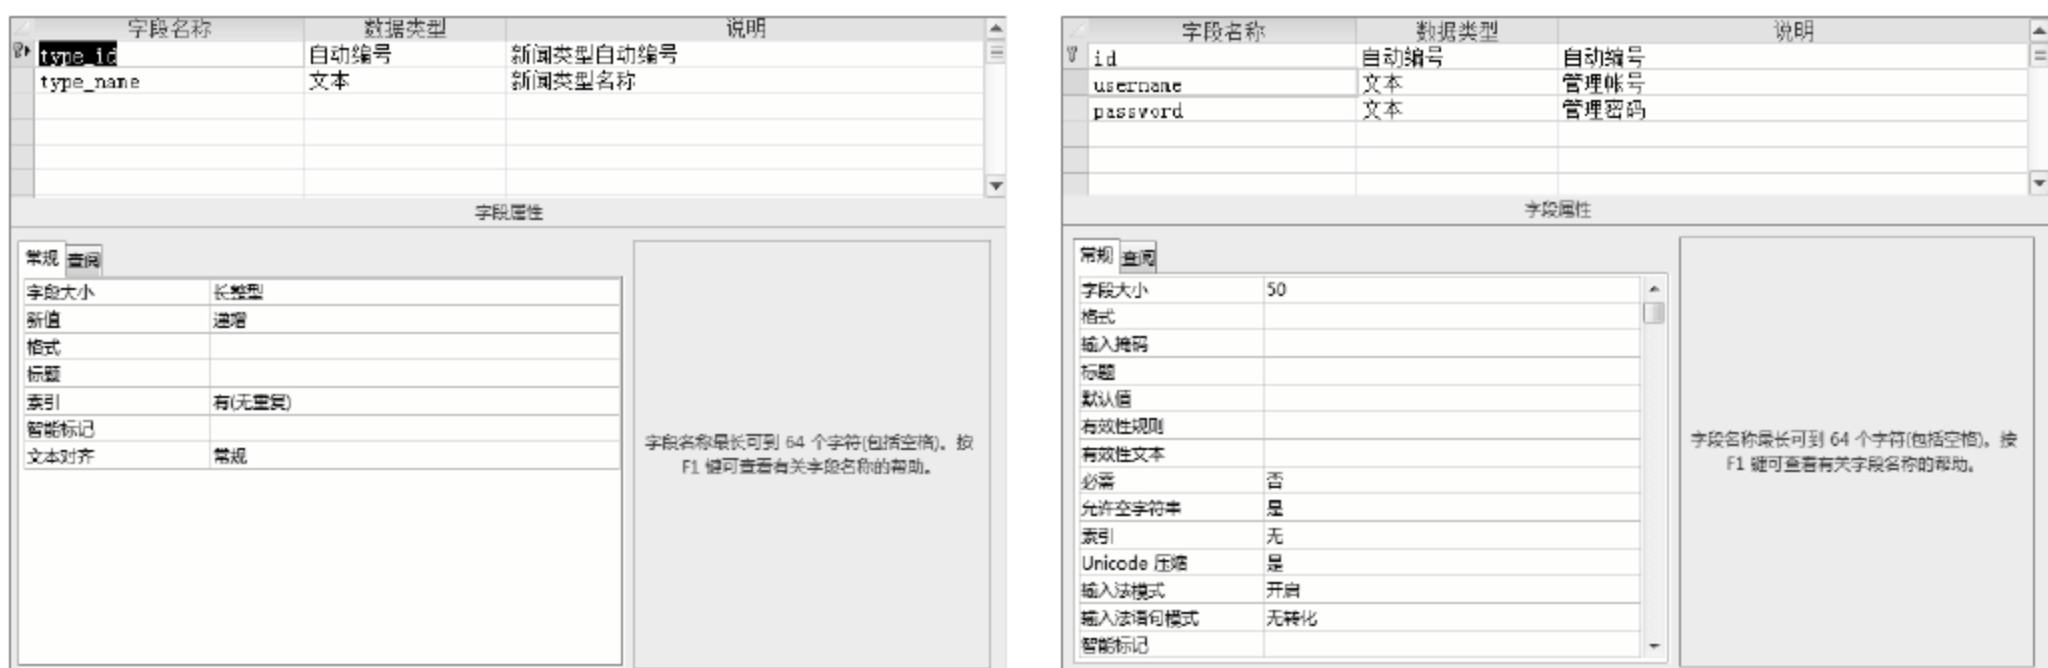 字段名称 数据类型 说明
type_id 自动编号 新闻类型自动编号
type_name 文本 新闻类型名称
字段属性
常规 查阅
字段大小 长整型
新值 递增
格式
标题
索引 有(无重复)
智能标记
文本对齐 常规
字段名称最长可到 64 个字符(包括空格)。按
F1 键可查看有关字段名称的帮助。
字段名称 数据类型 说明
id 自动编号 自动编号
username 文本 管理帐号
password 文本 管理密码
字段属性
常规 查阅
字段大小 50
格式
输入掩码
标题
默认值
有效性规则
有效性文本
必需 否
允许空字符串 是
索引 无
Unicode 压缩 是
输入法模式 开启
输入法语句模式 无转化
智能标记
字段名称最长可到 64 个字符(包括空格)。按
F1 键可查看有关字段名称的帮助。